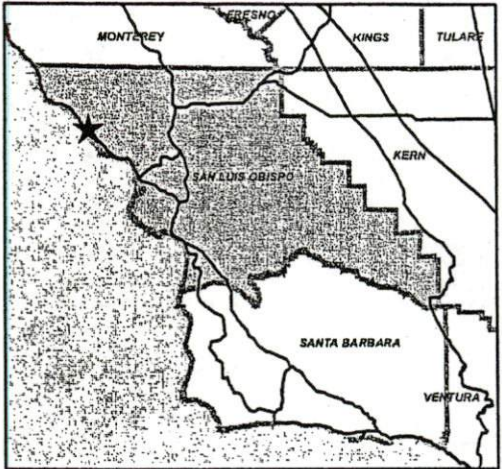 FRESNO
MONTEREY
KINGS
TULARE
KERN
SAN LUIS OBISPO
SANTA BARBARA
VENTURA